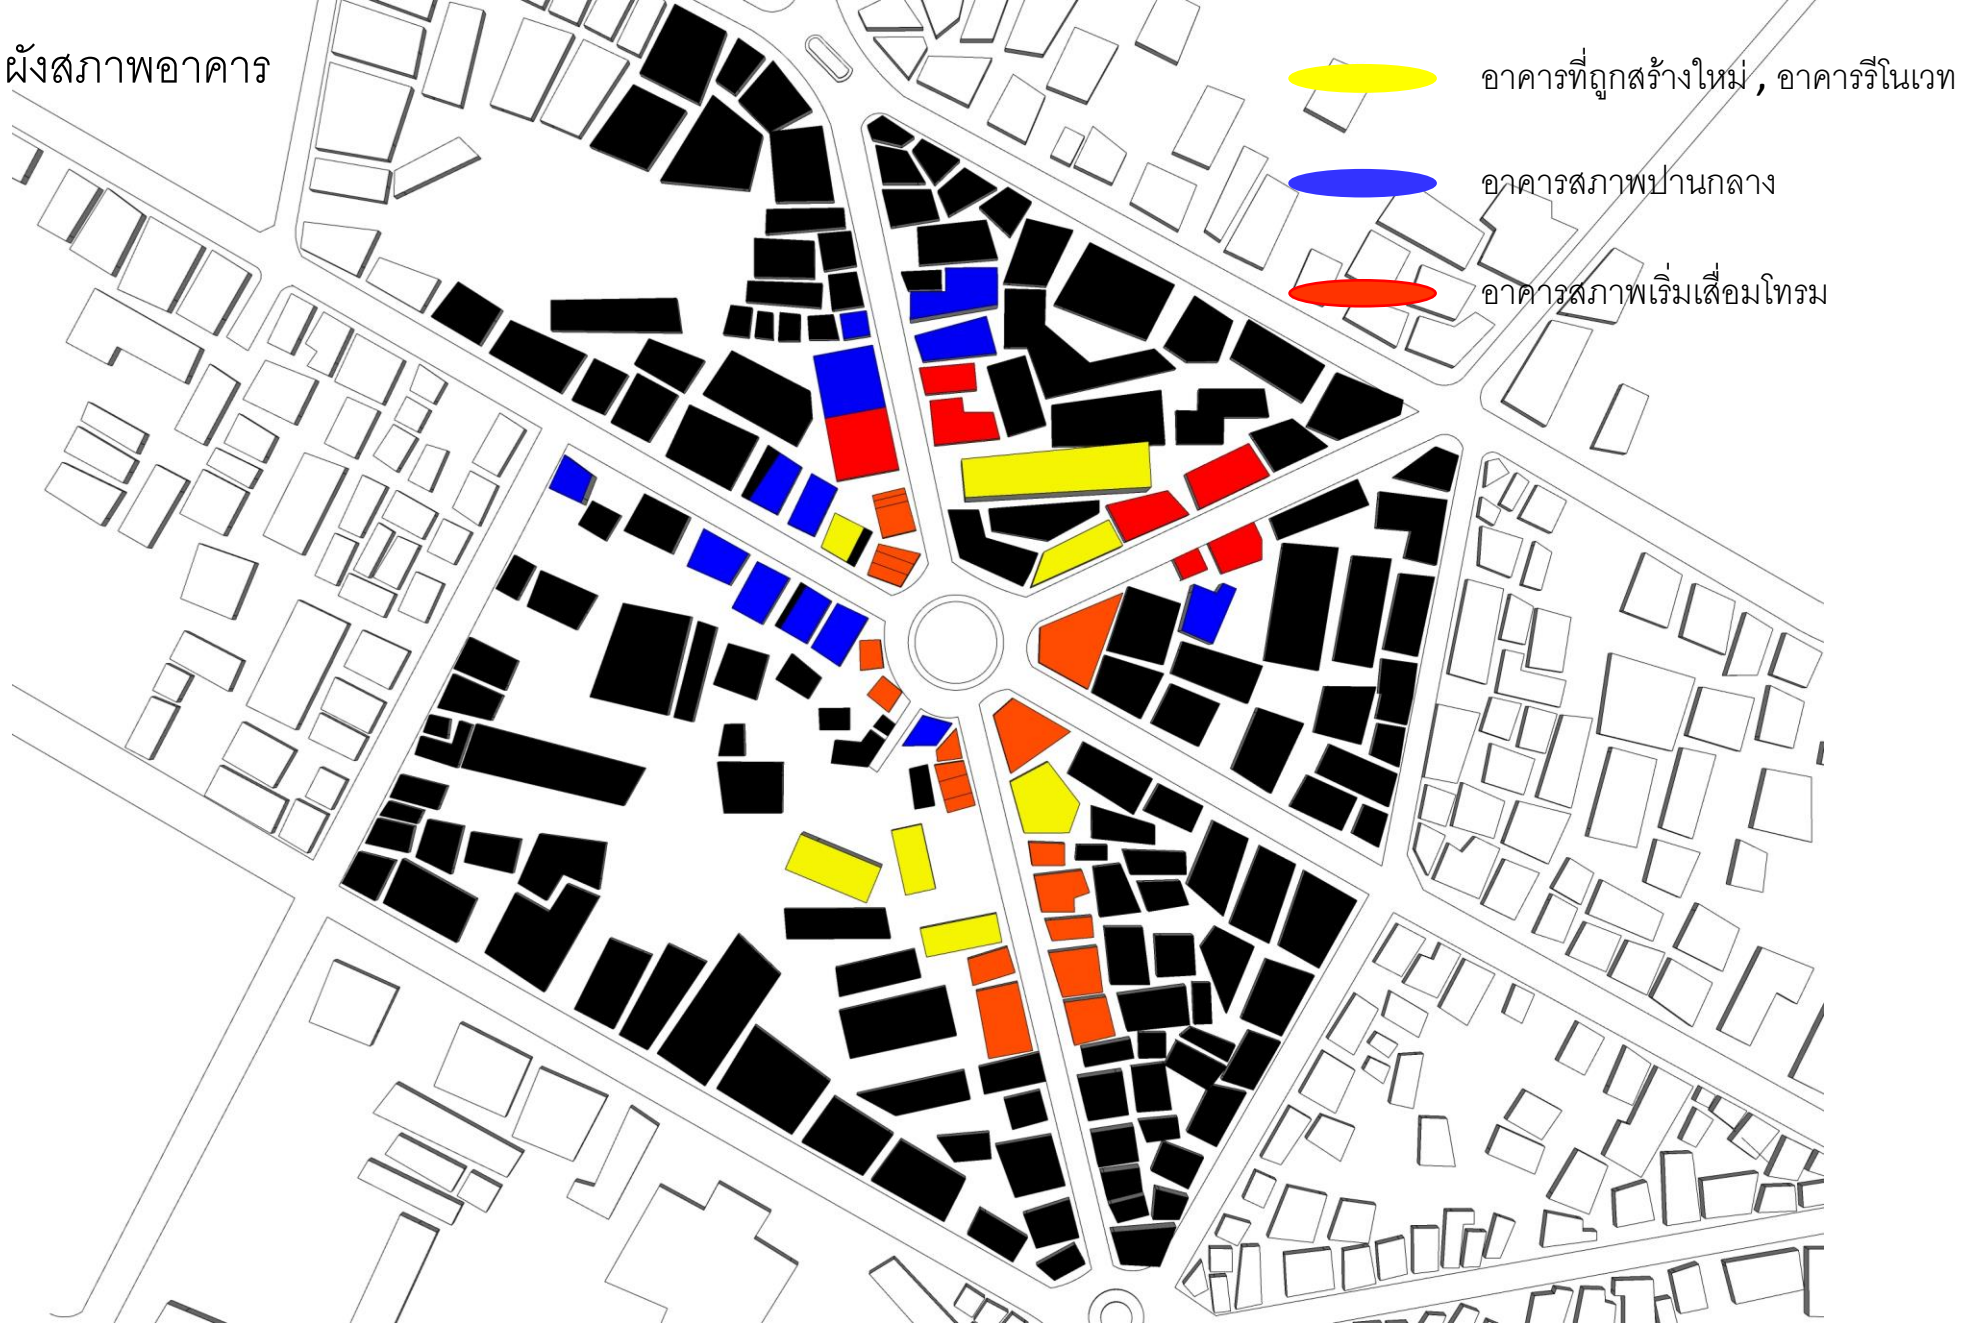 ผังสภาพอาคาร
อาคารที่ถูกสร้างใหม่ , อาคารรีโนเวท
อาคารสภาพปานกลาง
อาคารสภาพเริ่มเสื่อมโทรม